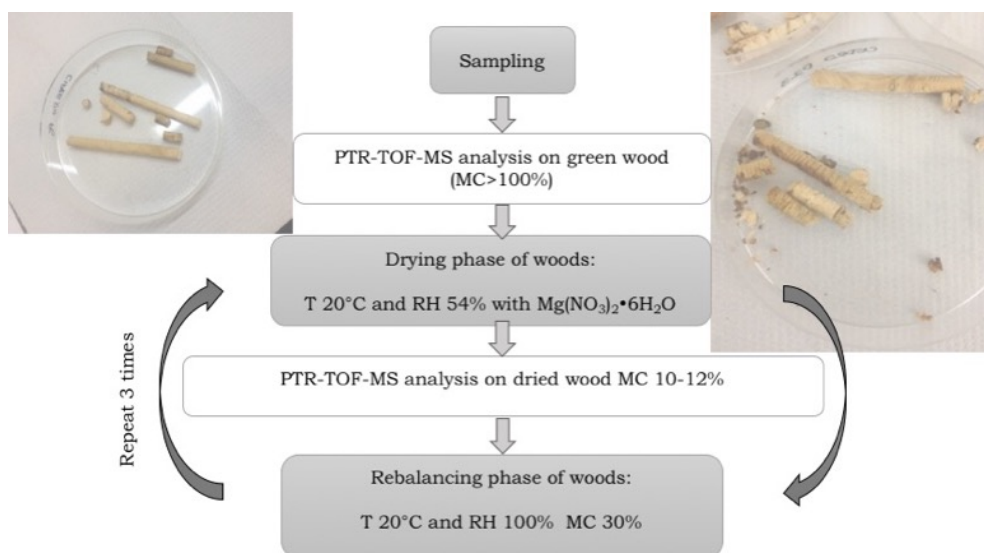 Sampling
PTR-TOF-MS analysis on green wood
(MC>100%)
Drying phase of woods:
T 20°C and RH 54% with Mg(NO₃)₂•6H₂O
PTR-TOF-MS analysis on dried wood MC 10-12%
Rebalancing phase of woods:
T 20°C and RH 100% MC 30%
Repeat 3 times